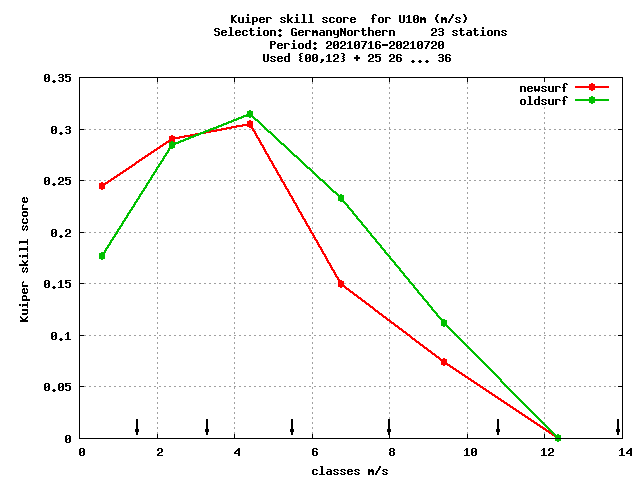 Kuiper skill score  for U10m (m/s)
Selection: GermanyNorthern     23 stations
Period: 20210716-20210720
Used {00,12} + 25 26 ... 36
newsurf
oldsurf
Kuiper skill score
0.35
0.3
0.25
0.2
0.15
0.1
0.05
0
0 2 4 6 8 10 12 14
classes m/s